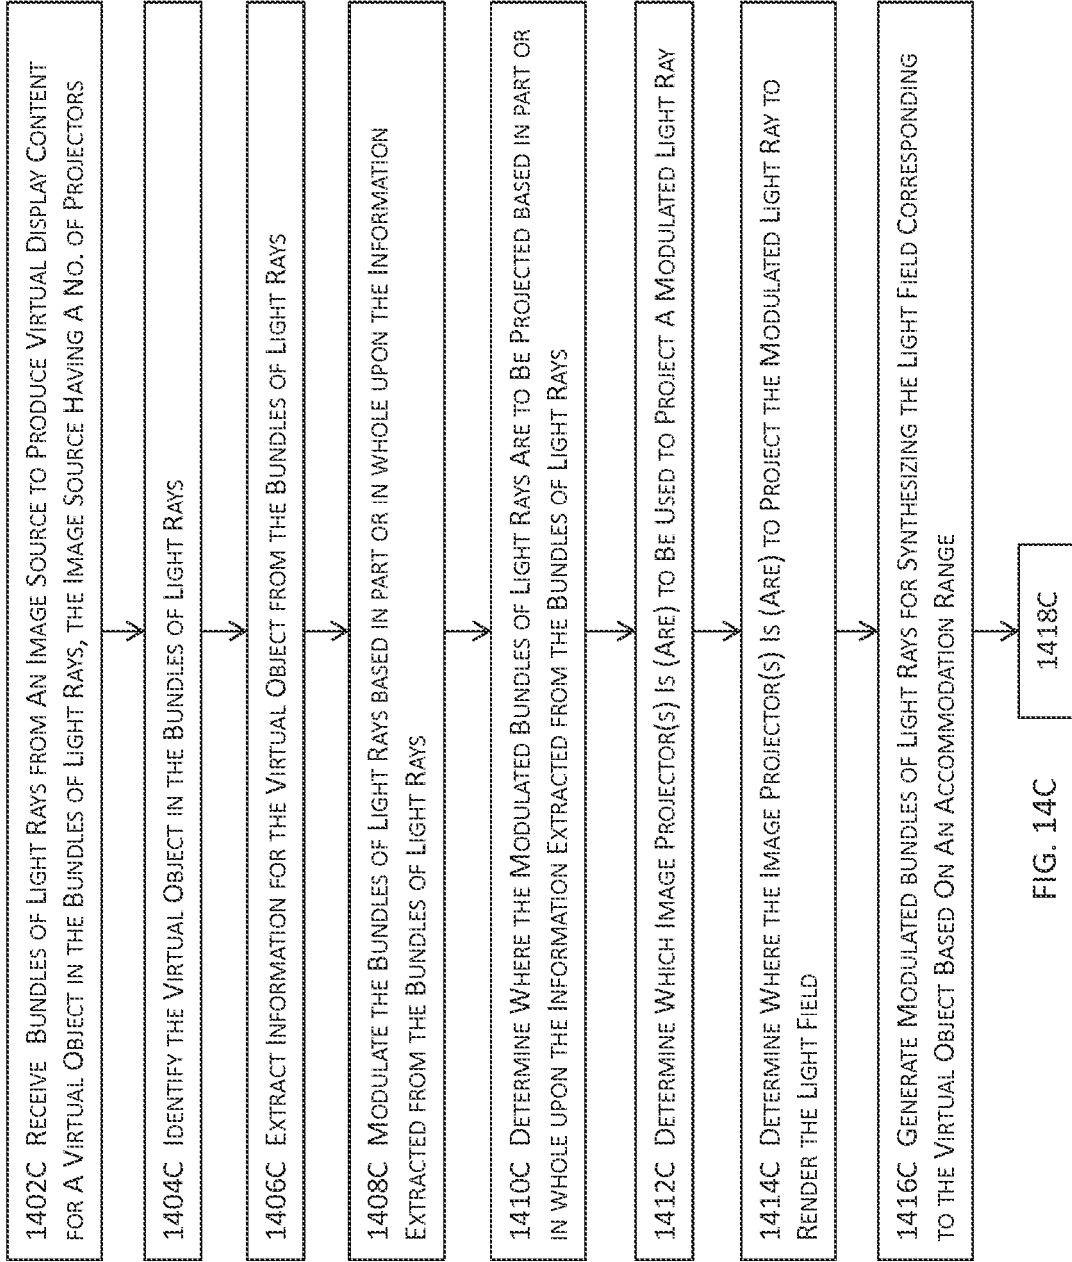 1402C Receive Bundles of Light Rays from An Image Source to Produce Virtual Display Content
for A Virtual Object in the Bundles of Light Rays, the Image Source Having A No. of Projectors
1404C Identify the Virtual Object in the Bundles of Light Rays
1406C Extract Information for the Virtual Object from the Bundles of Light Rays
1408C Modulate the Bundles of Light Rays based in part or in whole upon the Information
Extracted from the Bundles of Light Rays
1410C Determine Where the Modulated Bundles of Light Rays Are to Be Projected based in part or
in whole upon the Information Extracted from the Bundles of Light Rays
1412C Determine Which Image Projector(s) Is (Are) to Be Used to Project A Modulated Light Ray
1414C Determine Where the Image Projector(s) Is (Are) to Project the Modulated Light Ray to
Render the Light Field
1416C Generate Modulated bundles of Light Rays for Synthesizing the Light Field Corresponding
to the Virtual Object Based On An Accommodation Range
1418C
FIG. 14C